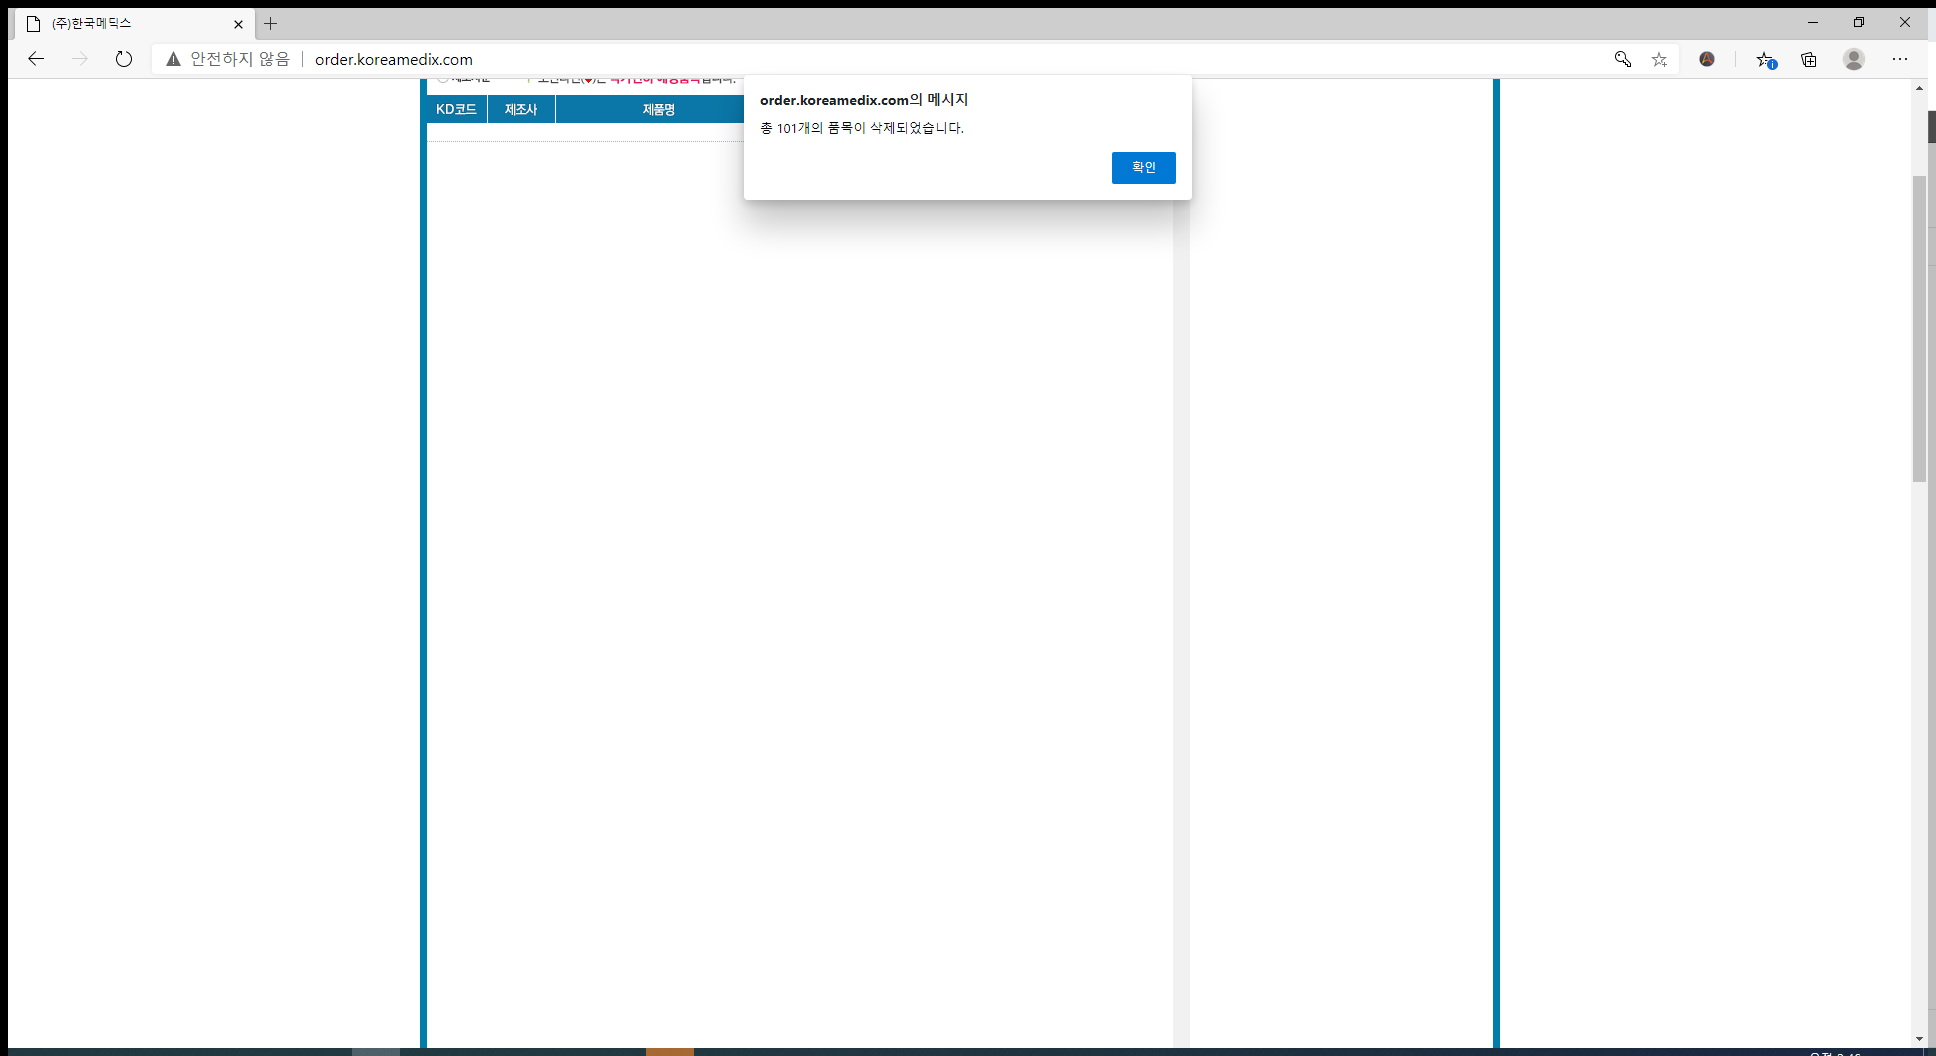 (주)한국메딕스
안전하지 않음
order.koreamedix.com
order.koreamedix.com의 메시지
총 101개의 품목이 삭제되었습니다.
확인
KD코드
제조사
제품명